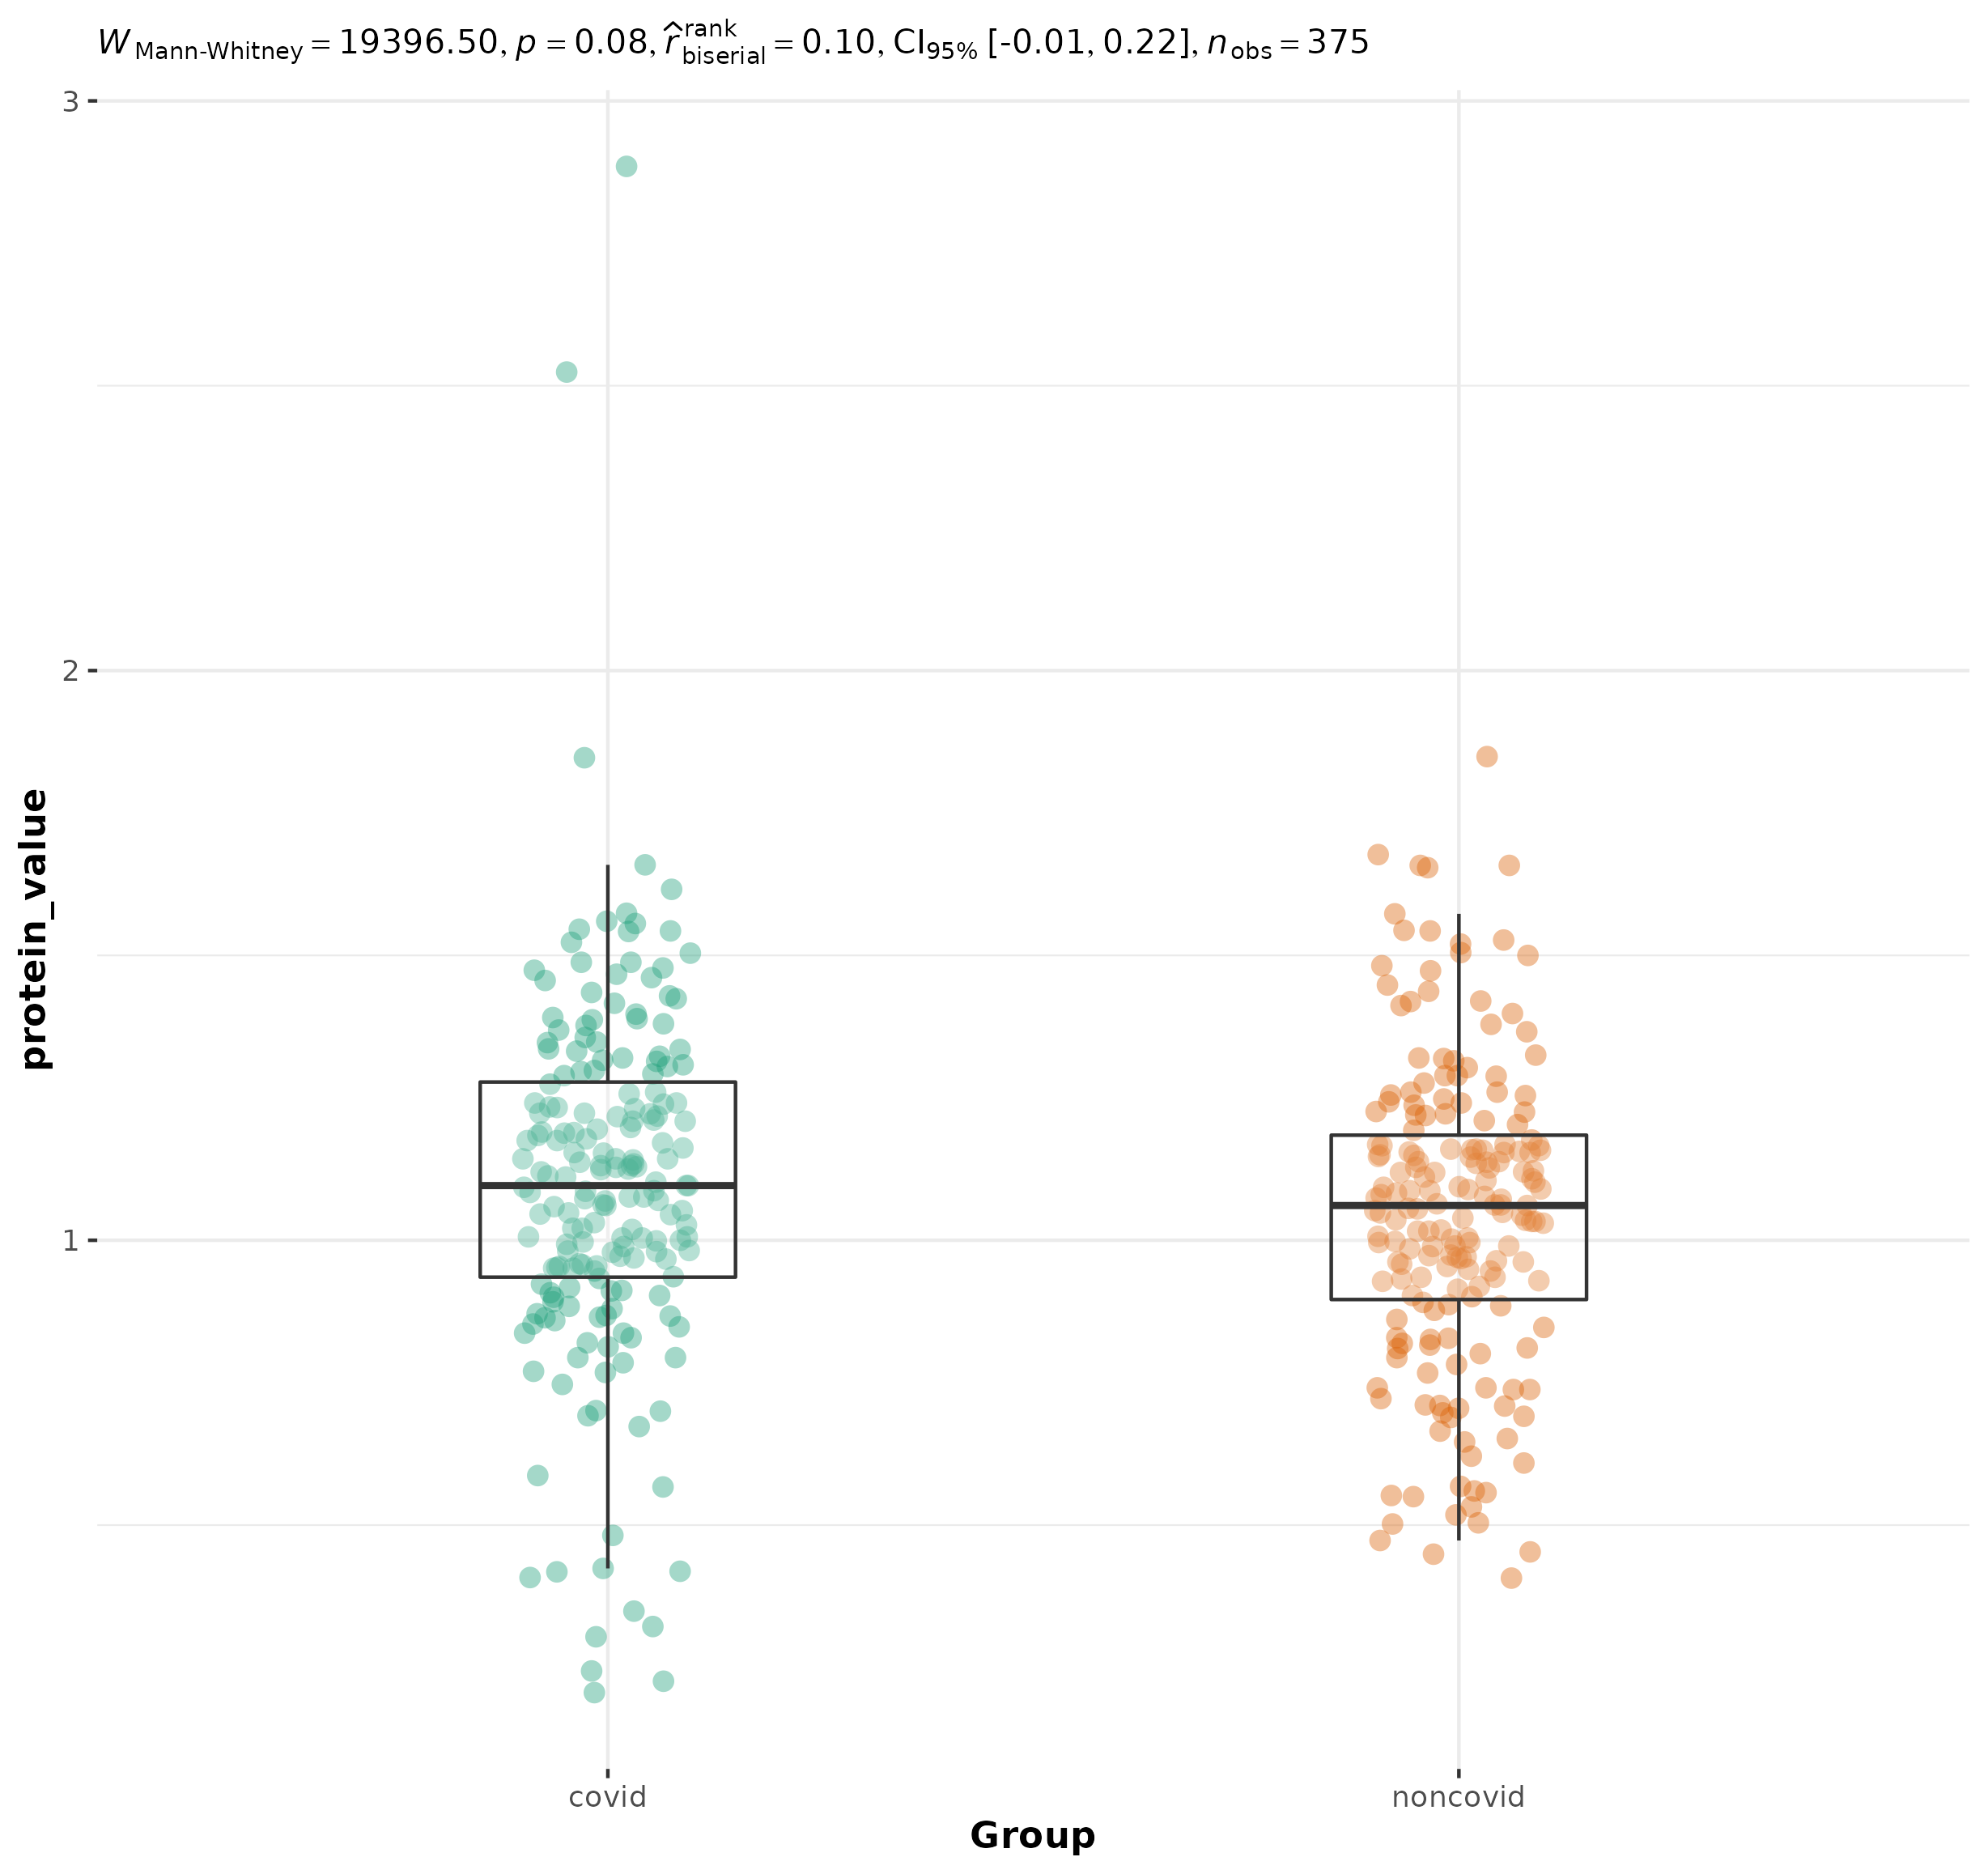 W Mann-Whitney = 19396.50, p = 0.08, r̂ rank biserial = 0.10, CI95% [-0.01, 0.22], n obs = 375
3
2
1
protein_value
covid noncovid
Group